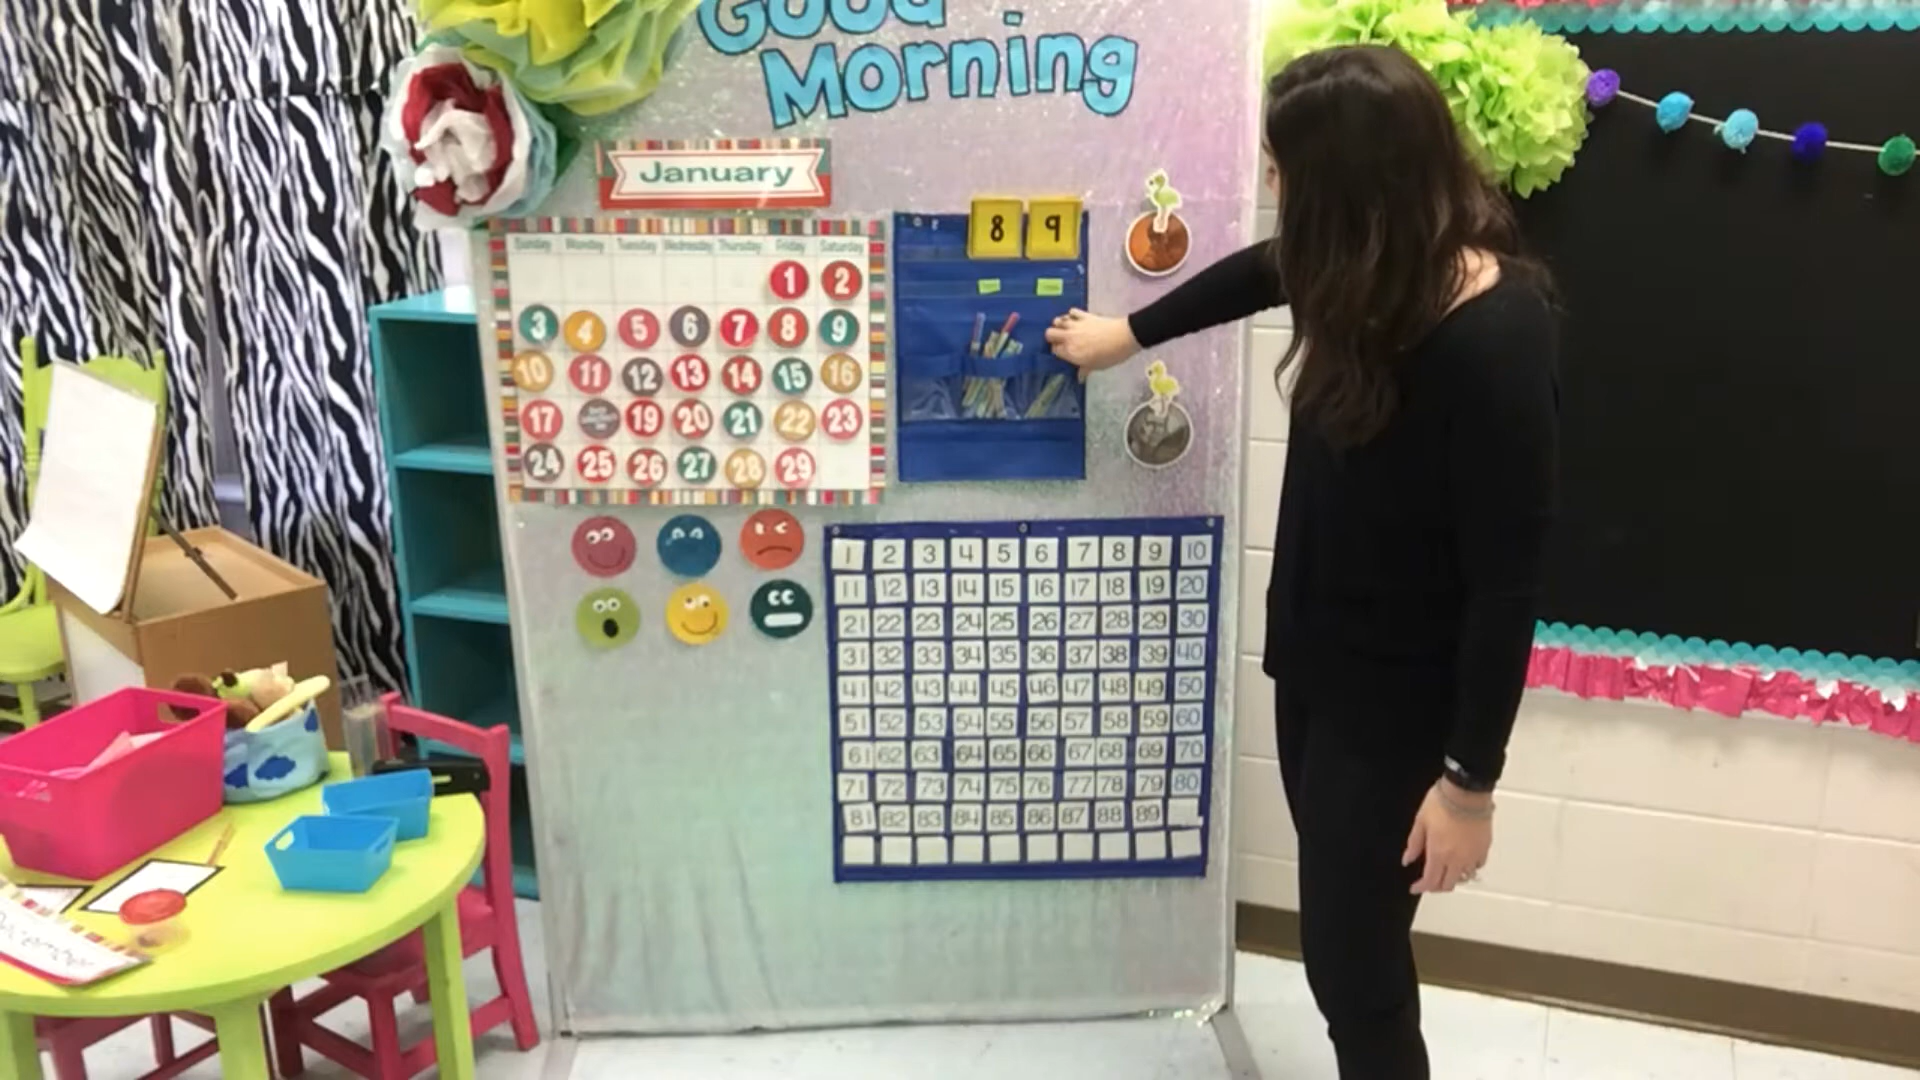 Good
Morning
January
Sunday Monday Tuesday Wednesday Thursday Friday Saturday
1 2
3 4 5 6 7 8 9
10 11 12 13 14 15 16
17 19 20 21 22 23
24 25 26 27 28 29
8 9
1 2 3 4 5 6 7 8 9 10
11 12 13 14 15 16 17 18 19 20
21 22 23 24 25 26 27 28 29 30
31 32 33 34 35 36 37 38 39 40
41 42 43 44 45 46 47 48 49 50
51 52 53 54 55 56 57 58 59 60
61 62 63 64 65 66 67 68 69 70
71 72 73 74 75 76 77 78 79 80
81 82 83 84 85 86 87 88 89